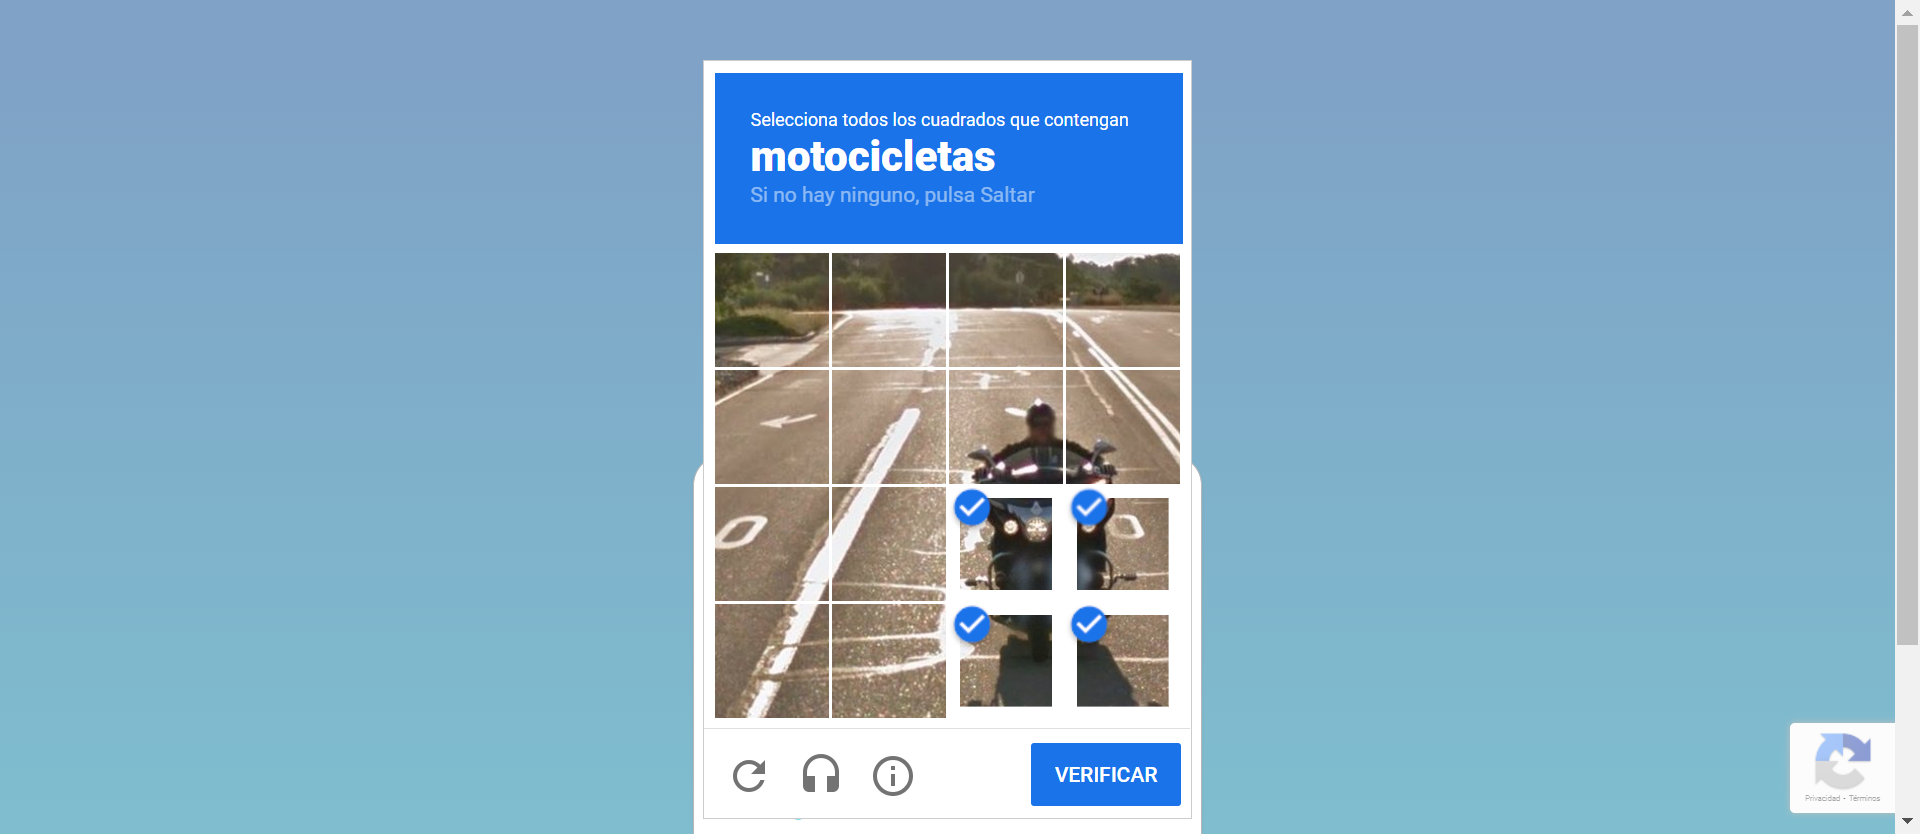 Selecciona todos los cuadrados que contengan
motocicletas
Si no hay ninguno, pulsa Saltar
VERIFICAR
Privacidad - Términos